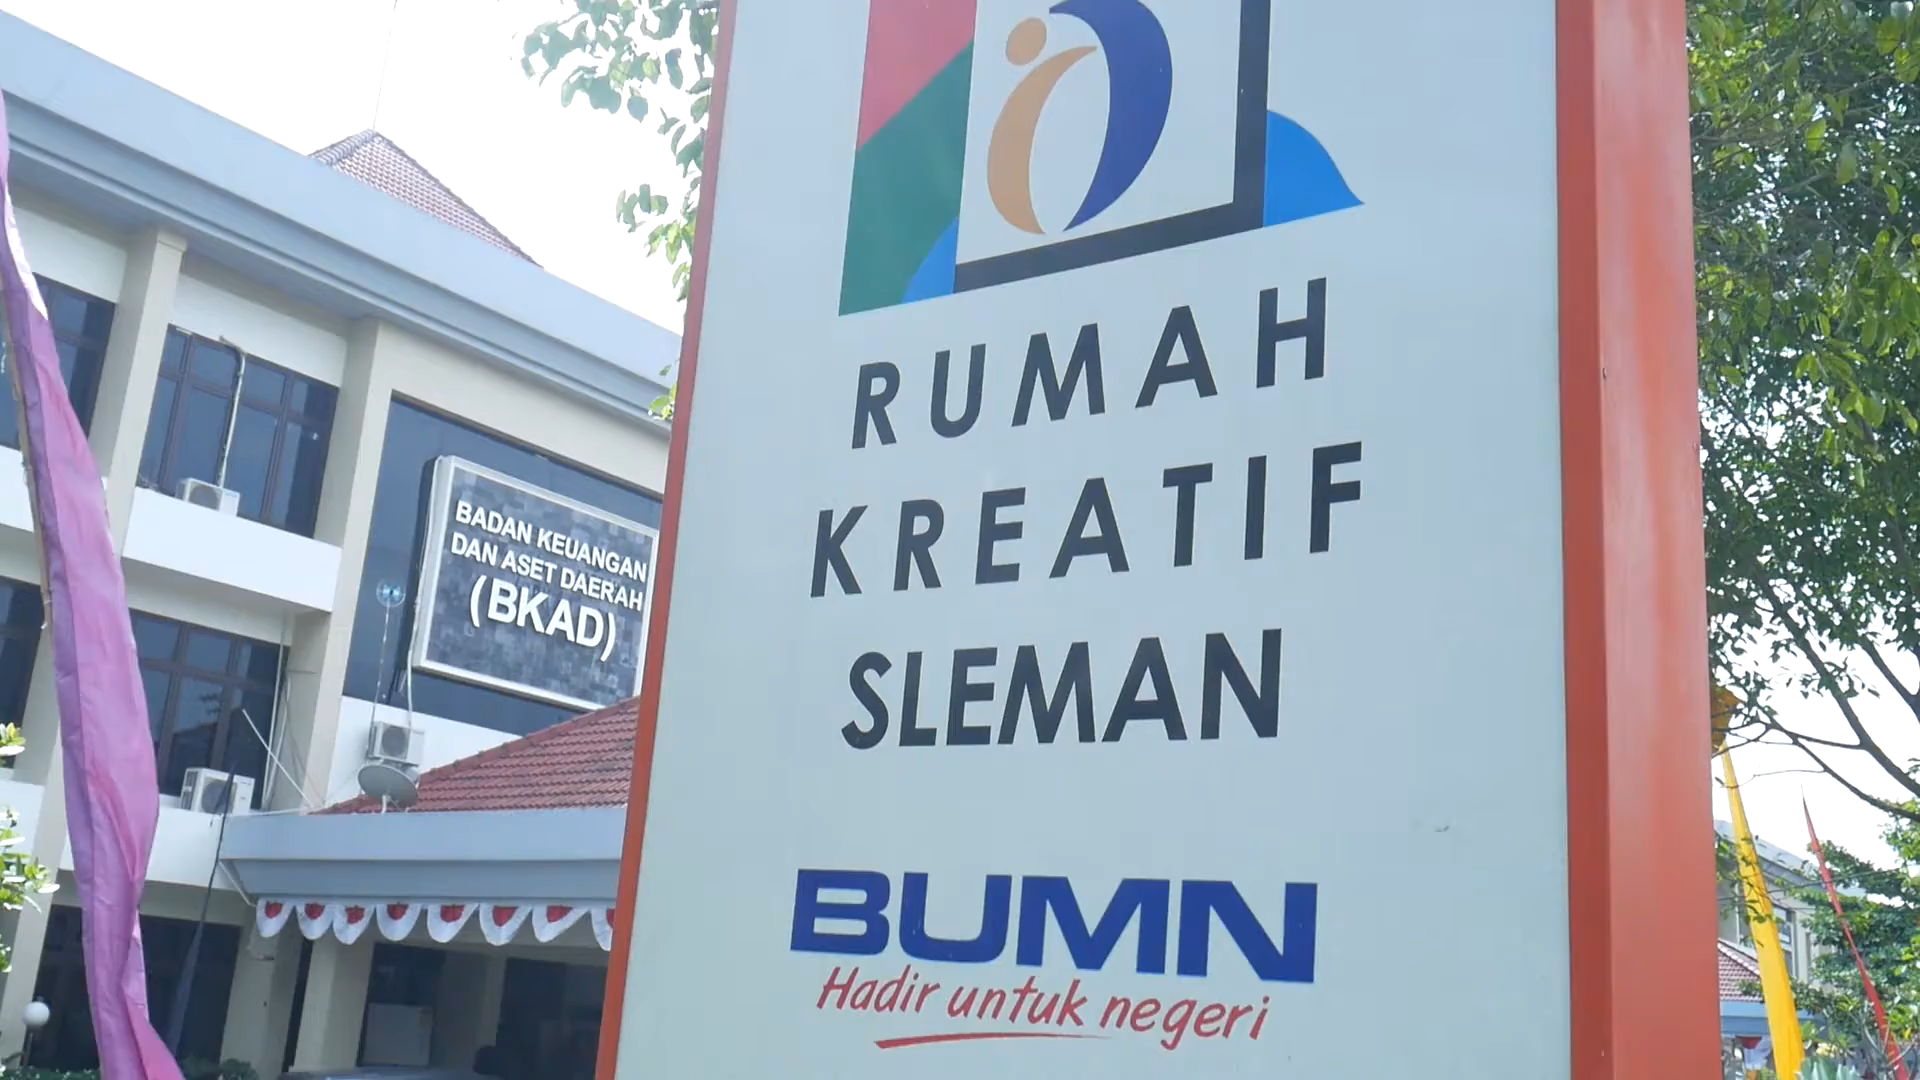 RUMAH
KREATIF
SLEMAN
BUMN
Hadir untuk negeri
BADAN KEUANGAN
DAN ASET DAERAH
(BKAD)